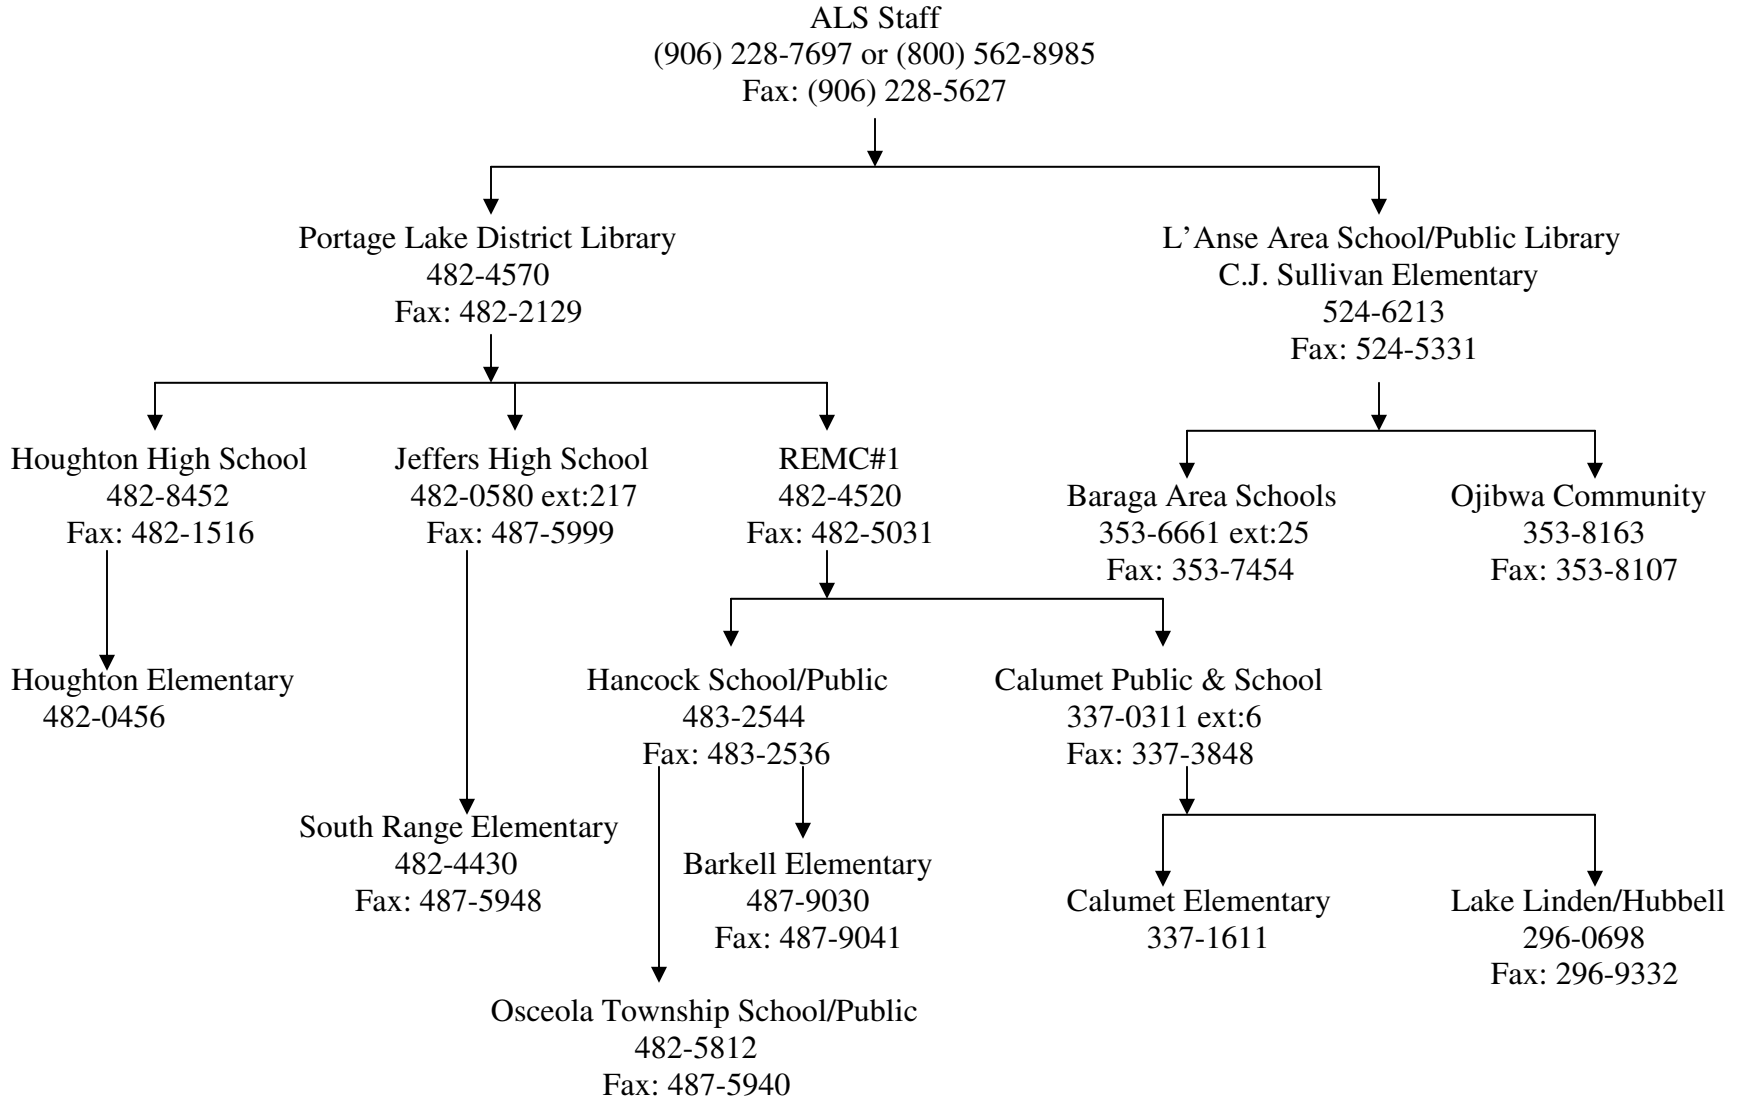 ALS Staff
(906) 228-7697 or (800) 562-8985
Fax: (906) 228-5627
Portage Lake District Library
482-4570
Fax: 482-2129
L’Anse Area School/Public Library
C.J. Sullivan Elementary
524-6213
Fax: 524-5331
Houghton High School
482-8452
Fax: 482-1516
Jeffers High School
482-0580 ext:217
Fax: 487-5999
REMC#1
482-4520
Fax: 482-5031
Baraga Area Schools
353-6661 ext:25
Fax: 353-7454
Ojibwa Community
353-8163
Fax: 353-8107
Houghton Elementary
482-0456
Hancock School/Public
483-2544
Fax: 483-2536
Calumet Public & School
337-0311 ext:6
Fax: 337-3848
South Range Elementary
482-4430
Fax: 487-5948
Barkell Elementary
487-9030
Fax: 487-9041
Calumet Elementary
337-1611
Lake Linden/Hubbell
296-0698
Fax: 296-9332
Osceola Township School/Public
482-5812
Fax: 487-5940